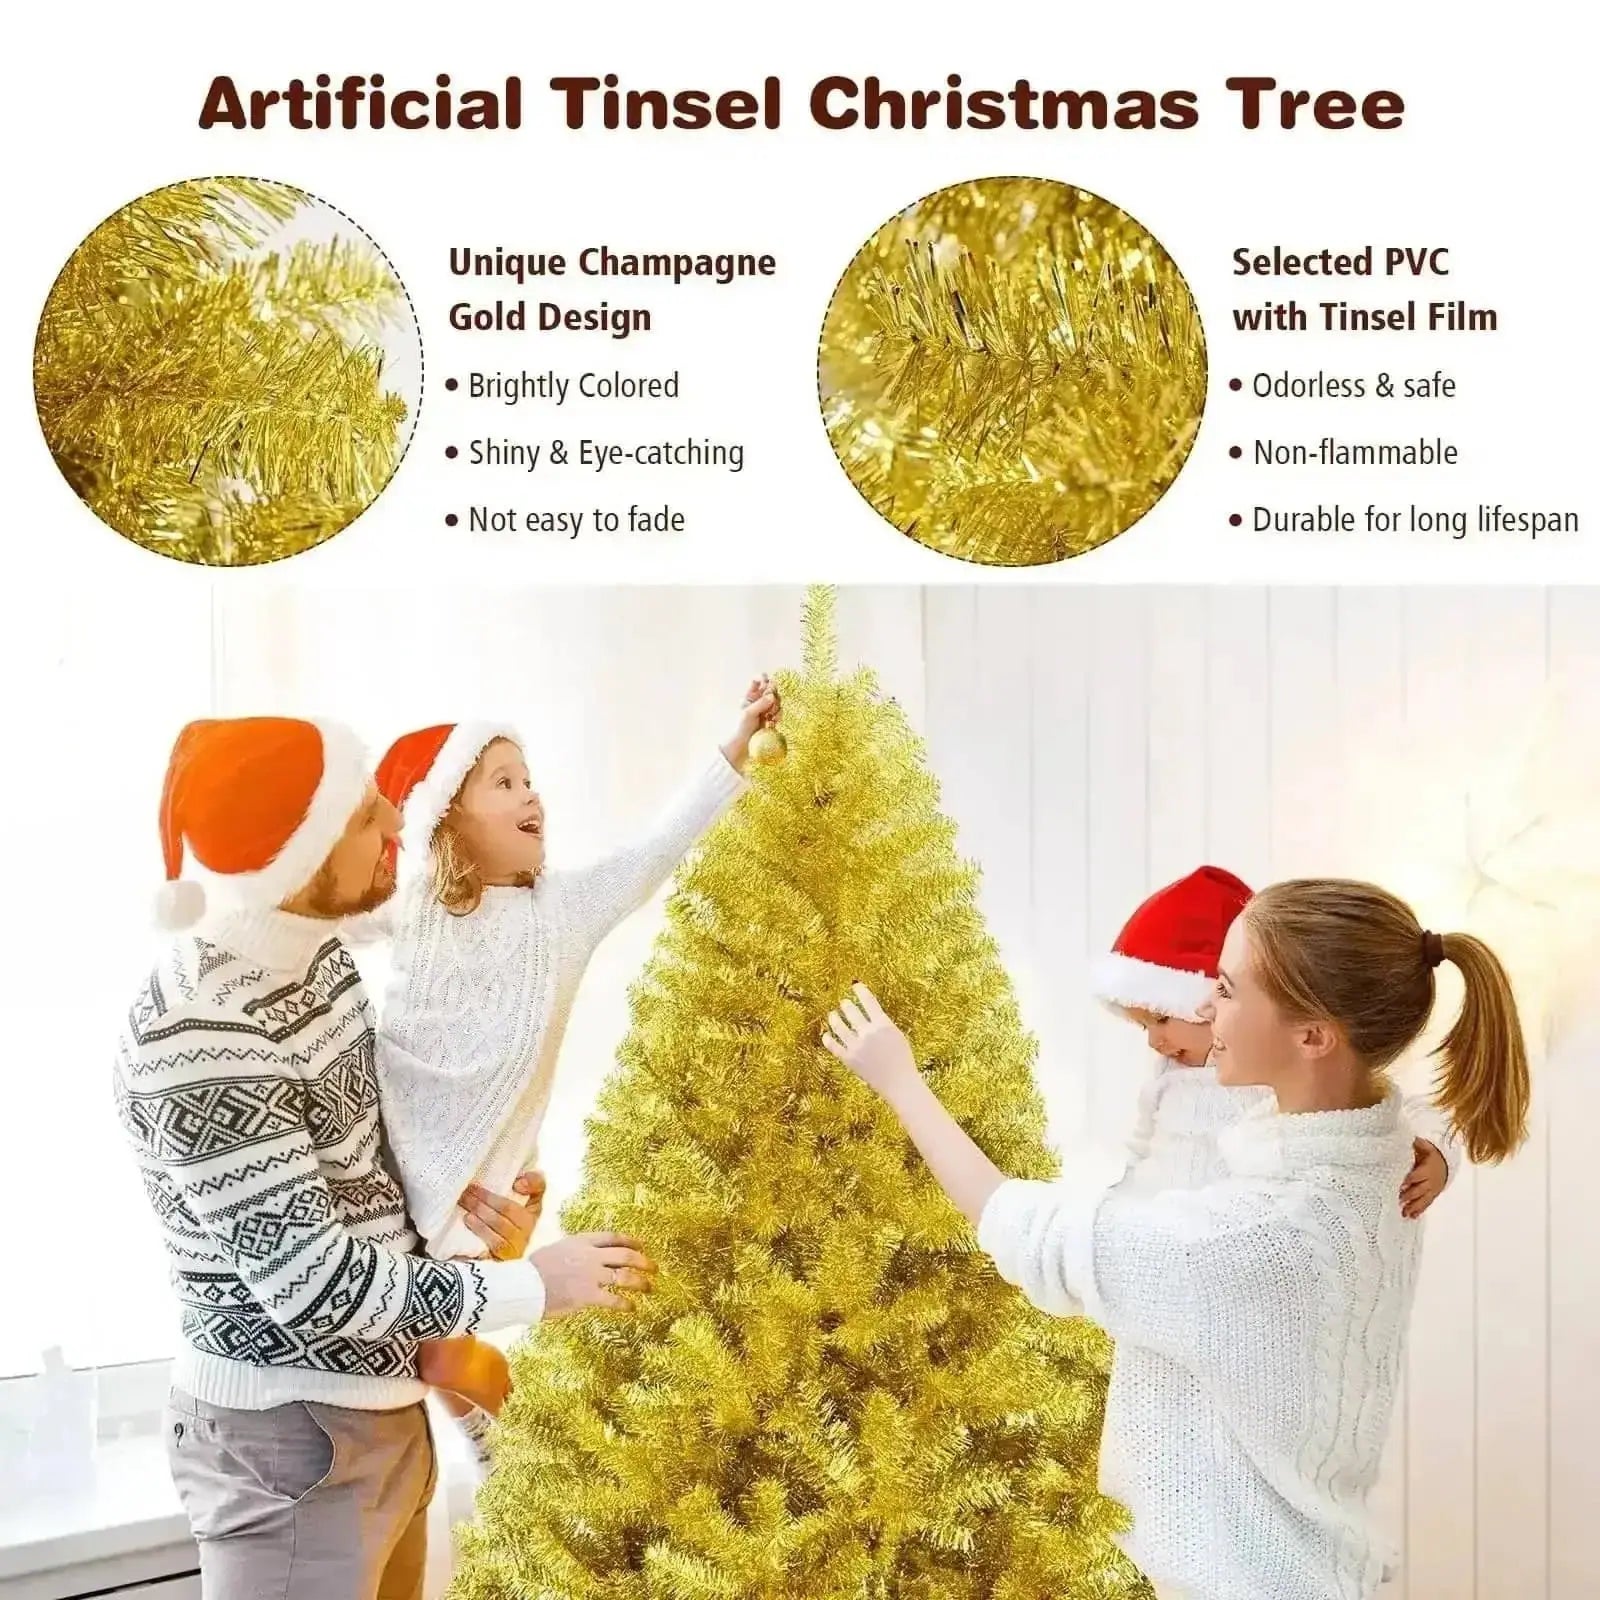 Artificial Tinsel Christmas Tree
Unique Champagne
Gold Design
• Brightly Colored
• Shiny & Eye-catching
• Not easy to fade
Selected PVC
with Tinsel Film
• Odorless & safe
• Non-flammable
• Durable for long lifespan